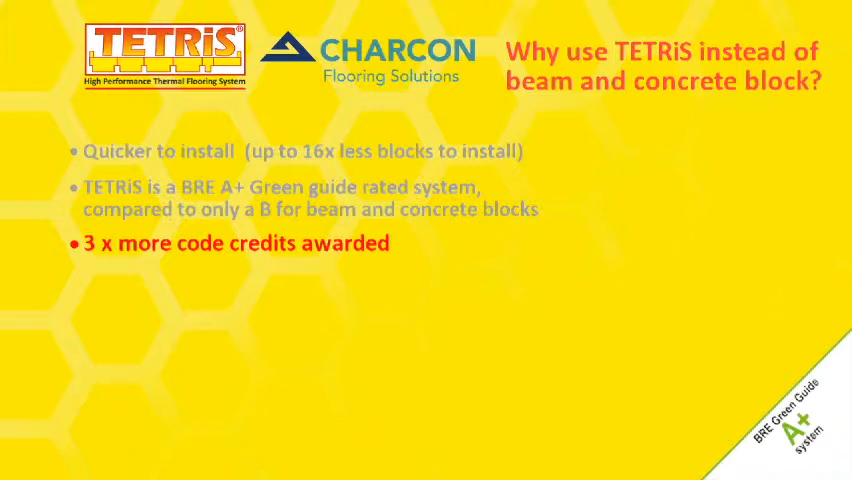 TETRiS®
High Performance Thermal Flooring System
CHARCON
Flooring Solutions
Why use TETRiS instead of
beam and concrete block?
• Quicker to install (up to 16x less blocks to install)
• TETRiS is a BRE A+ Green guide rated system,
compared to only a B for beam and concrete blocks
• 3 x more code credits awarded
BRE Green Guide
A+
system